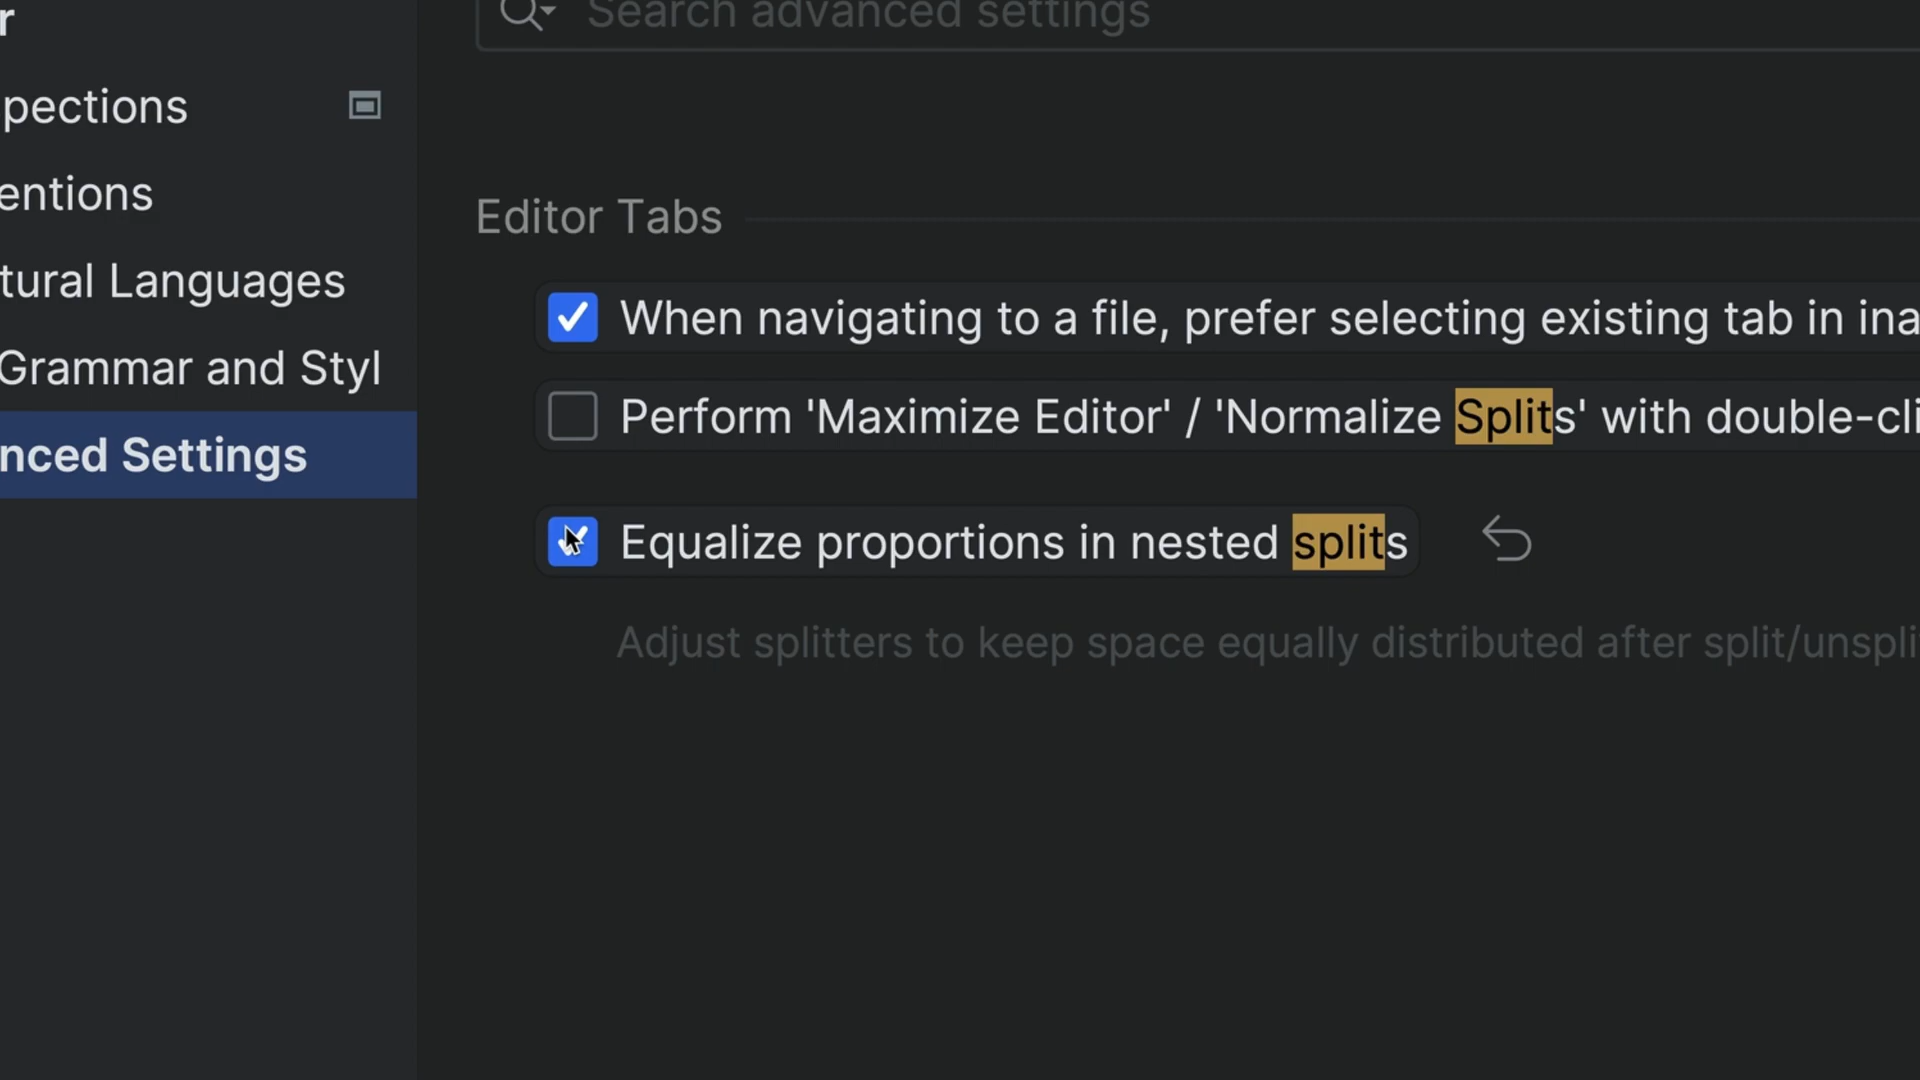 r
Search advanced settings
pections
entions
Editor Tabs
tural Languages
When navigating to a file, prefer selecting existing tab in ina
Grammar and Styl
Perform 'Maximize Editor' / 'Normalize Splits' with double-cli
nced Settings
Equalize proportions in nested splits
Adjust splitters to keep space equally distributed after split/unspli